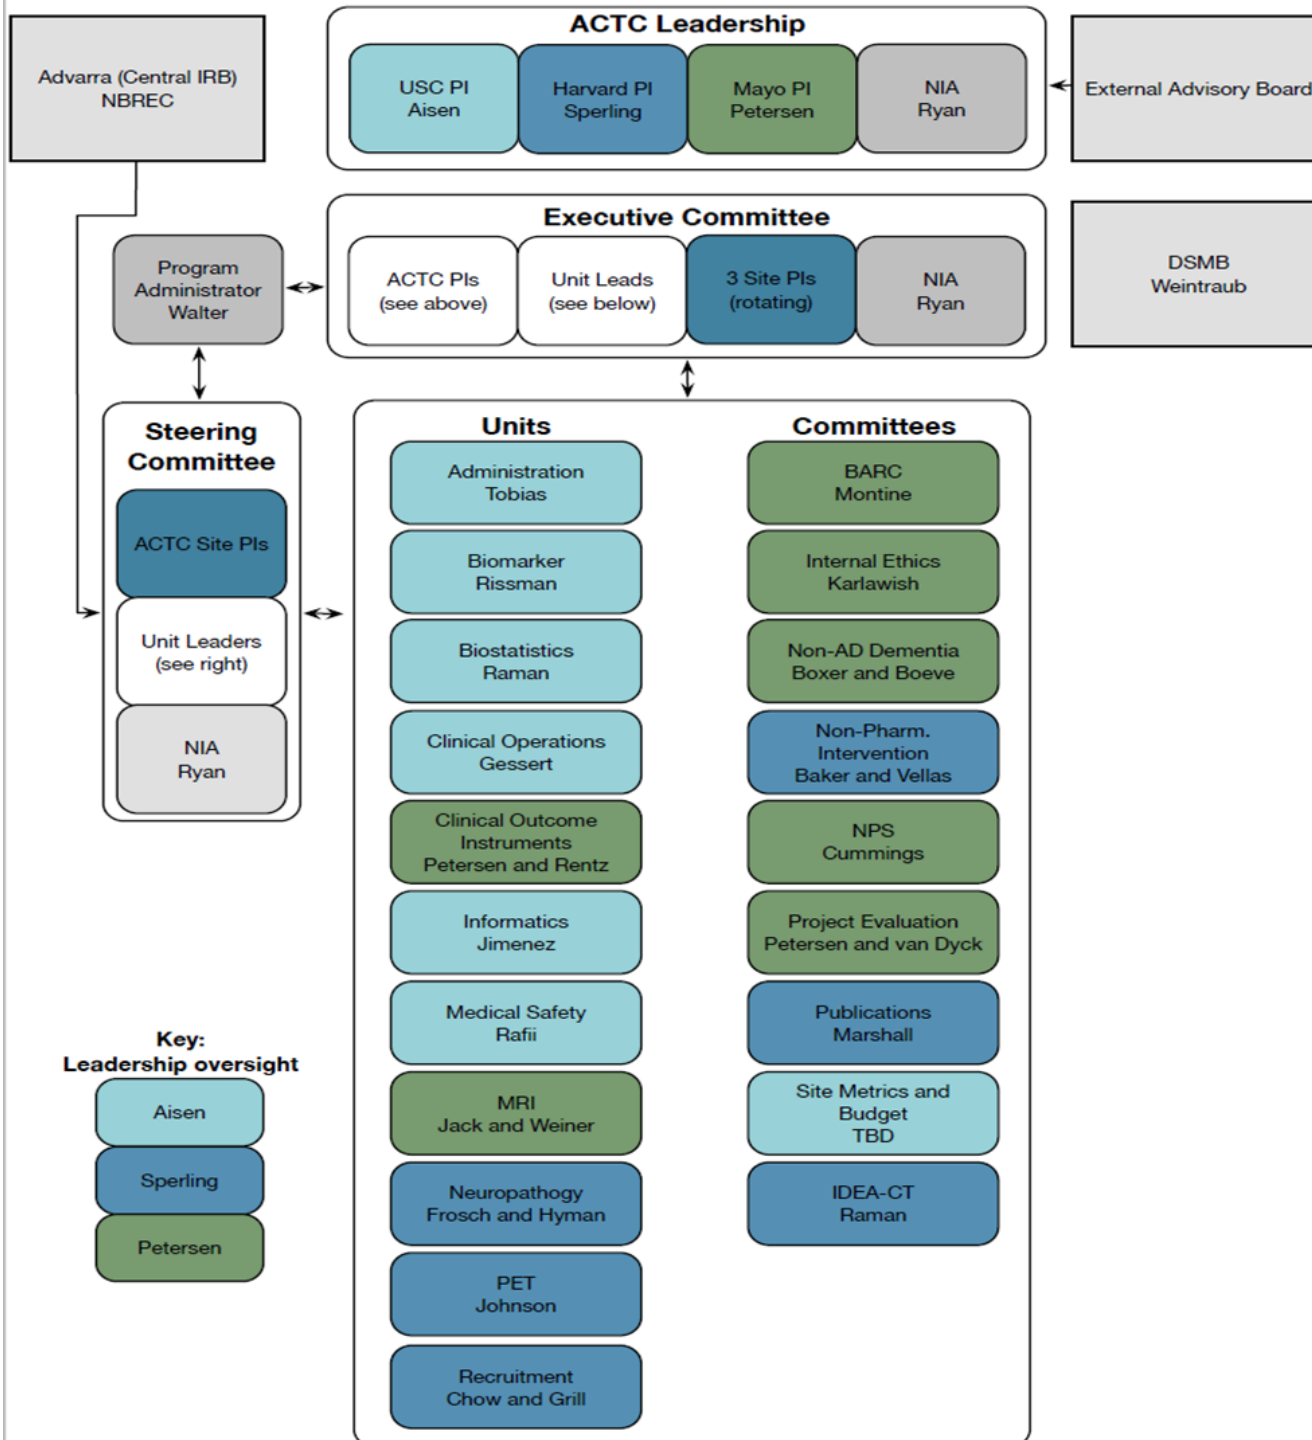 Advarra (Central IRB)
NBREC
ACTC Leadership
USC PI
Aisen
Harvard PI
Sperling
Mayo PI
Petersen
NIA
Ryan
External Advisory Board
Executive Committee
Program
Administrator
Walter
ACTC PIs
(see above)
Unit Leads
(see below)
3 Site PIs
(rotating)
NIA
Ryan
DSMB
Weintraub
Steering
Committee
ACTC Site PIs
Unit Leaders
(see right)
NIA
Ryan
Units
Administration
Tobias
Biomarker
Rissman
Biostatistics
Raman
Clinical Operations
Gessert
Clinical Outcome
Instruments
Petersen and Rentz
Informatics
Jimenez
Medical Safety
Rafii
MRI
Jack and Weiner
Neuropathogy
Frosch and Hyman
PET
Johnson
Recruitment
Chow and Grill
Committees
BARC
Montine
Internal Ethics
Karlawish
Non-AD Dementia
Boxer and Boeve
Non-Pharm.
Intervention
Baker and Vellas
NPS
Cummings
Project Evaluation
Petersen and van Dyck
Publications
Marshall
Site Metrics and
Budget
TBD
IDEA-CT
Raman
Key:
Leadership oversight
Aisen
Sperling
Petersen